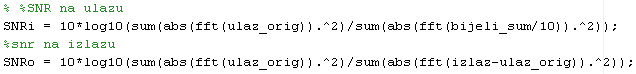 % %SNR na ulazu
SNRi = 10*log10(sum(abs(fft(ulaz_orig)).^2)/sum(abs(fft(bijeli_sum/10)).^2));
%snr na izlazu
SNRo = 10*log10(sum(abs(fft(ulaz_orig)).^2)/sum(abs(fft(izlaz-ulaz_orig)).^2));